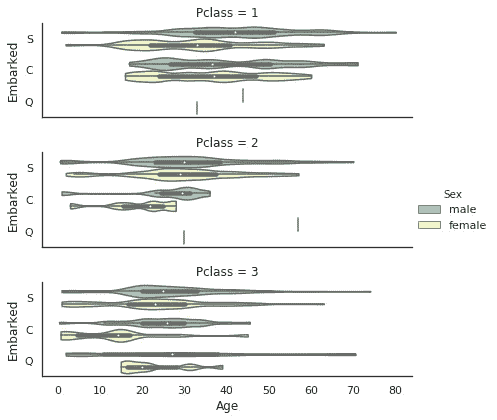 Pclass = 1
Embarked
S
C
Q
Pclass = 2
Embarked
S
C
Q
Sex
male
female
Pclass = 3
Embarked
S
C
Q
0 10 20 30 40 50 60 70 80
Age